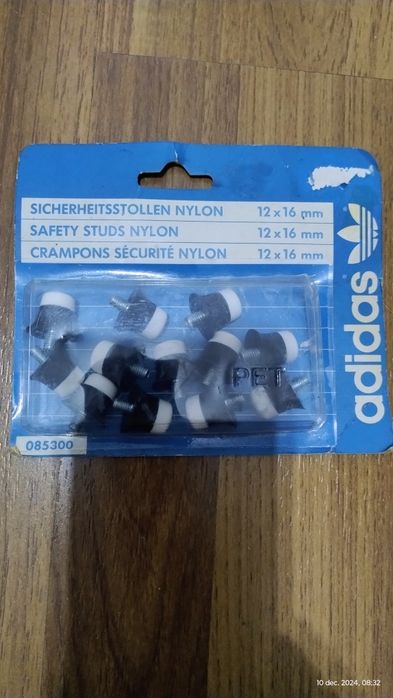 SICHERHEITSSTOLLEN NYLON 12 x 16 mm
SAFETY STUDS NYLON 12 x 16 mm
CRAMPONS SÉCURITÉ NYLON 12 x 16 mm
adidas
PET
085300
10 dec. 2024, 08:32